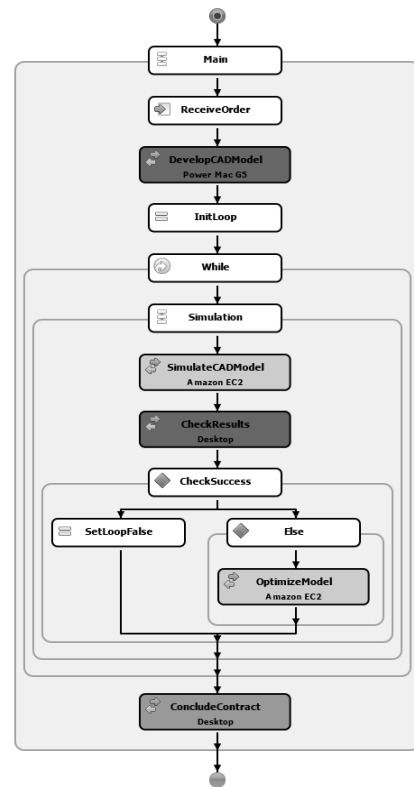 Main
ReceiveOrder
DevelopCADModel
Power Mac G5
InitLoop
While
Simulation
SimulateCADModel
Amazon EC2
CheckResults
Desktop
CheckSuccess
SetLoopFalse
Else
OptimizeModel
Amazon EC2
ConcludeContract
Desktop